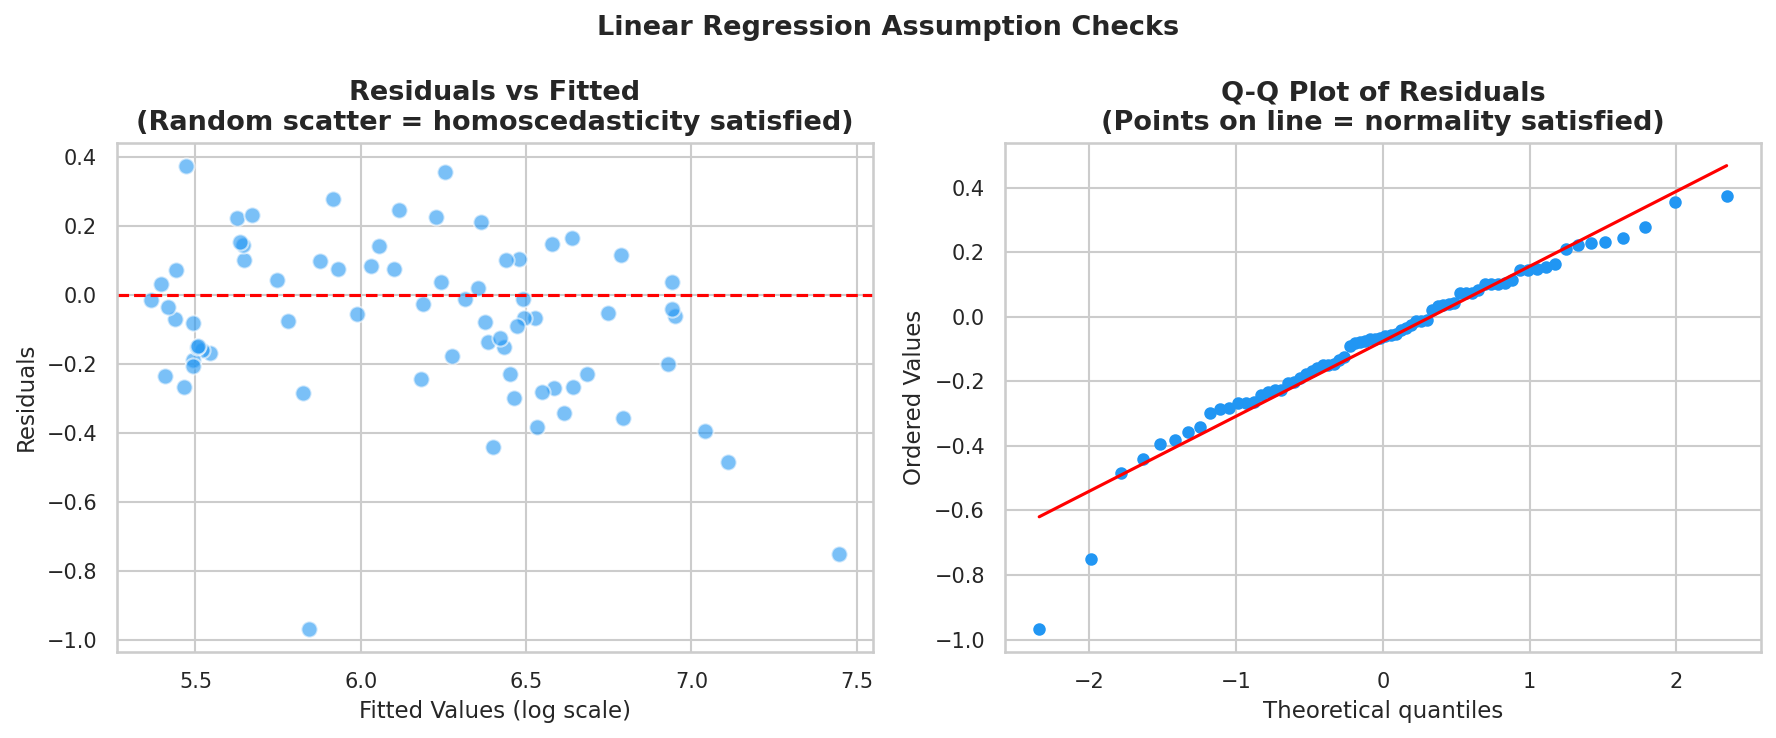 Linear Regression Assumption Checks
Residuals vs Fitted
(Random scatter = homoscedasticity satisfied)
Residuals
0.4
0.2
0.0
−0.2
−0.4
−0.6
−0.8
−1.0
5.5
6.0
6.5
7.0
7.5
Fitted Values (log scale)
Q-Q Plot of Residuals
(Points on line = normality satisfied)
Ordered Values
0.4
0.2
0.0
−0.2
−0.4
−0.6
−0.8
−1.0
−2
−1
0
1
2
Theoretical quantiles